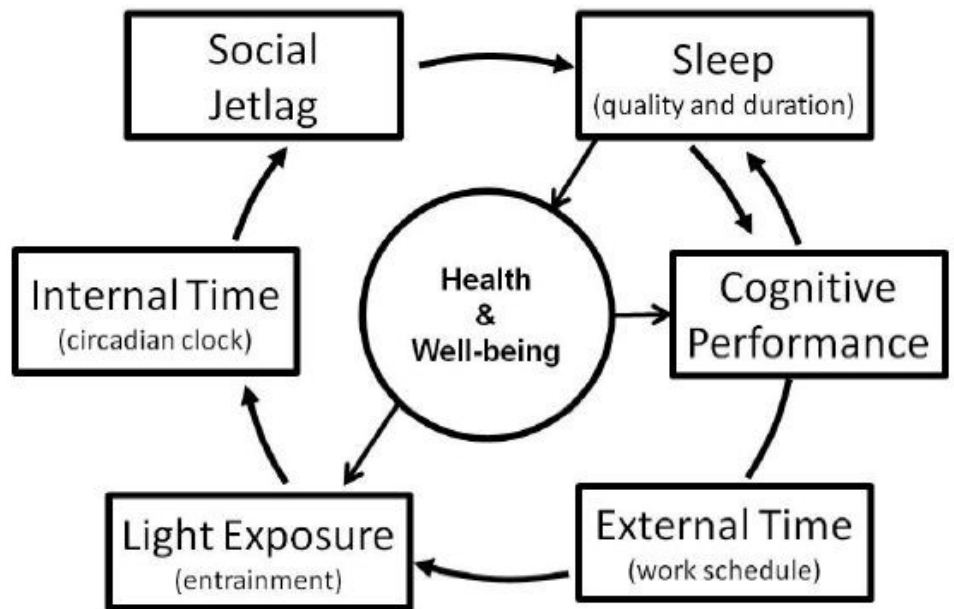 Social
Jetlag
Sleep
(quality and duration)
Internal Time
(circadian clock)
Health
&
Well-being
Cognitive
Performance
Light Exposure
(entrainment)
External Time
(work schedule)